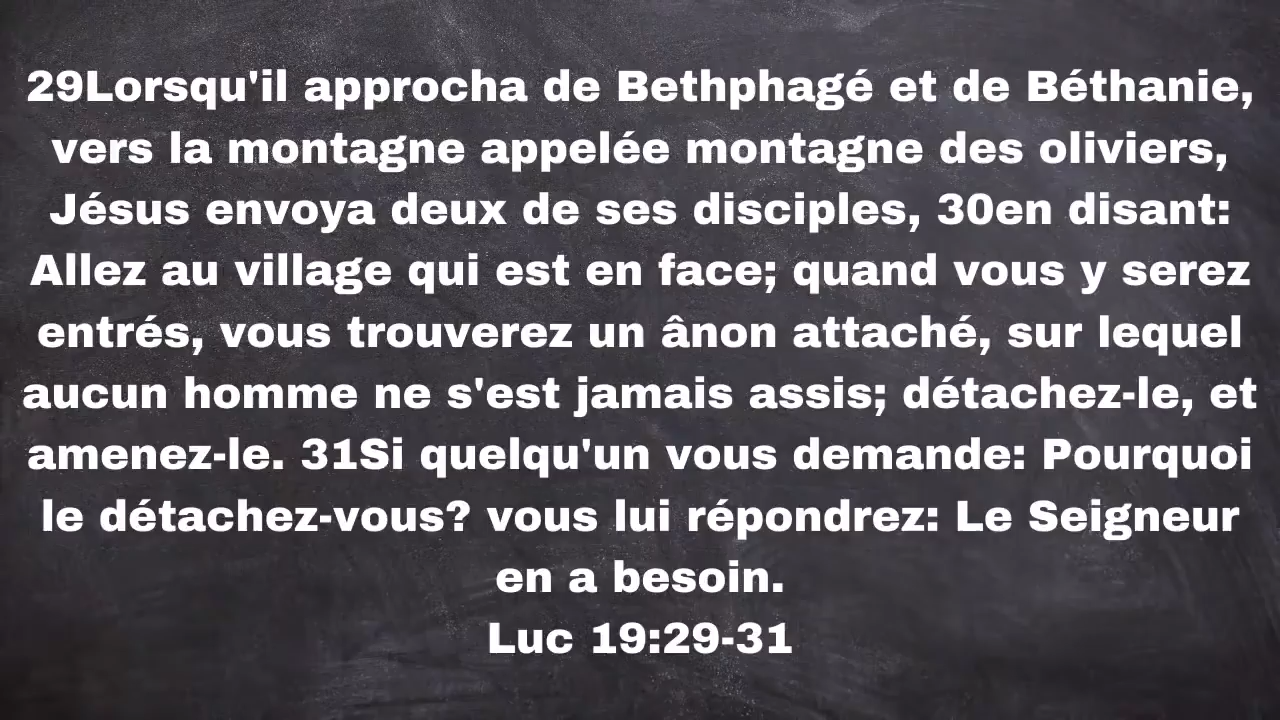 29Lorsqu'il approcha de Bethphagé et de Béthanie,
vers la montagne appelée montagne des oliviers,
Jésus envoya deux de ses disciples, 30en disant:
Allez au village qui est en face; quand vous y serez
entrés, vous trouverez un ânon attaché, sur lequel
aucun homme ne s'est jamais assis; détachez-le, et
amenez-le. 31Si quelqu'un vous demande: Pourquoi
le détachez-vous? vous lui répondrez: Le Seigneur
en a besoin.
Luc 19:29-31